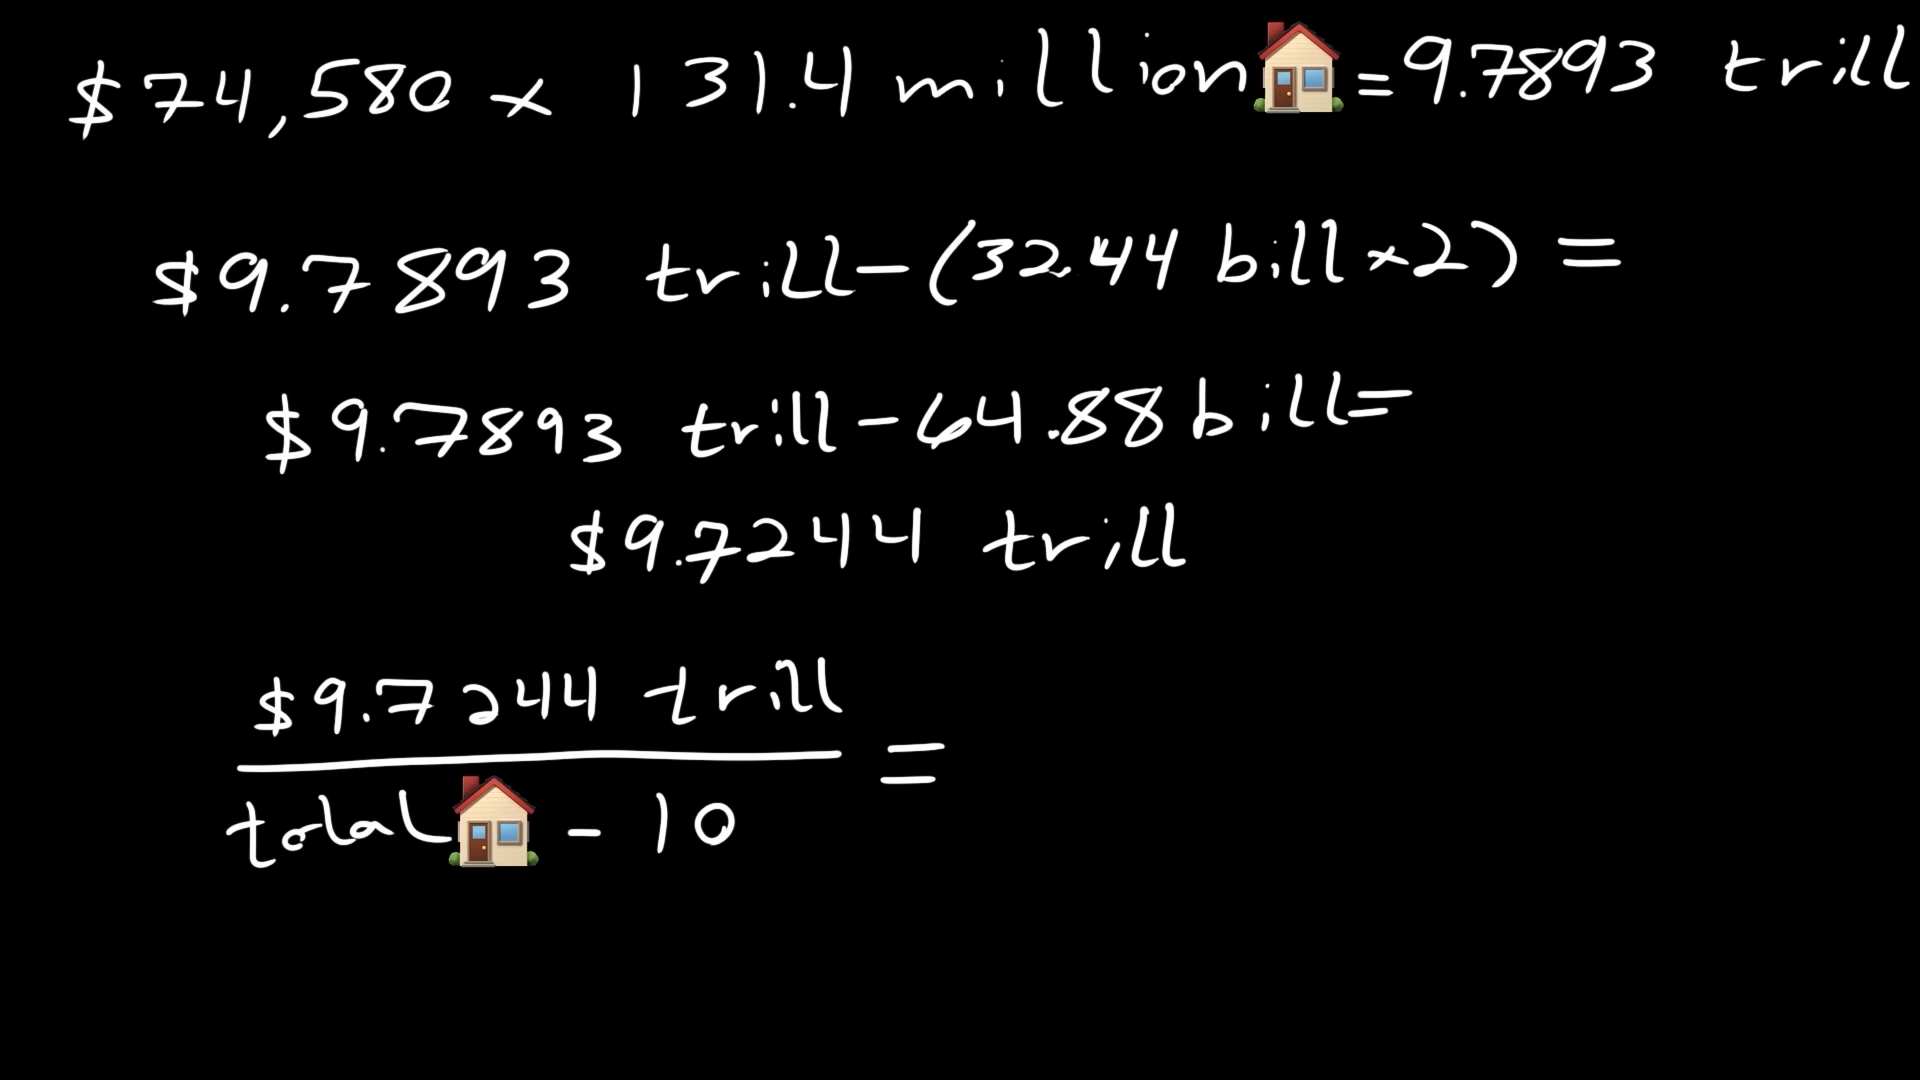 $74,580 x 131.4 million🏠=9.7893 trill
$9.7893 trill-(32.44 bill x2) =
$9.7893 trill-64.88 bill=
$9.7244 trill
$9.7244 trill
total🏠 - 10 =